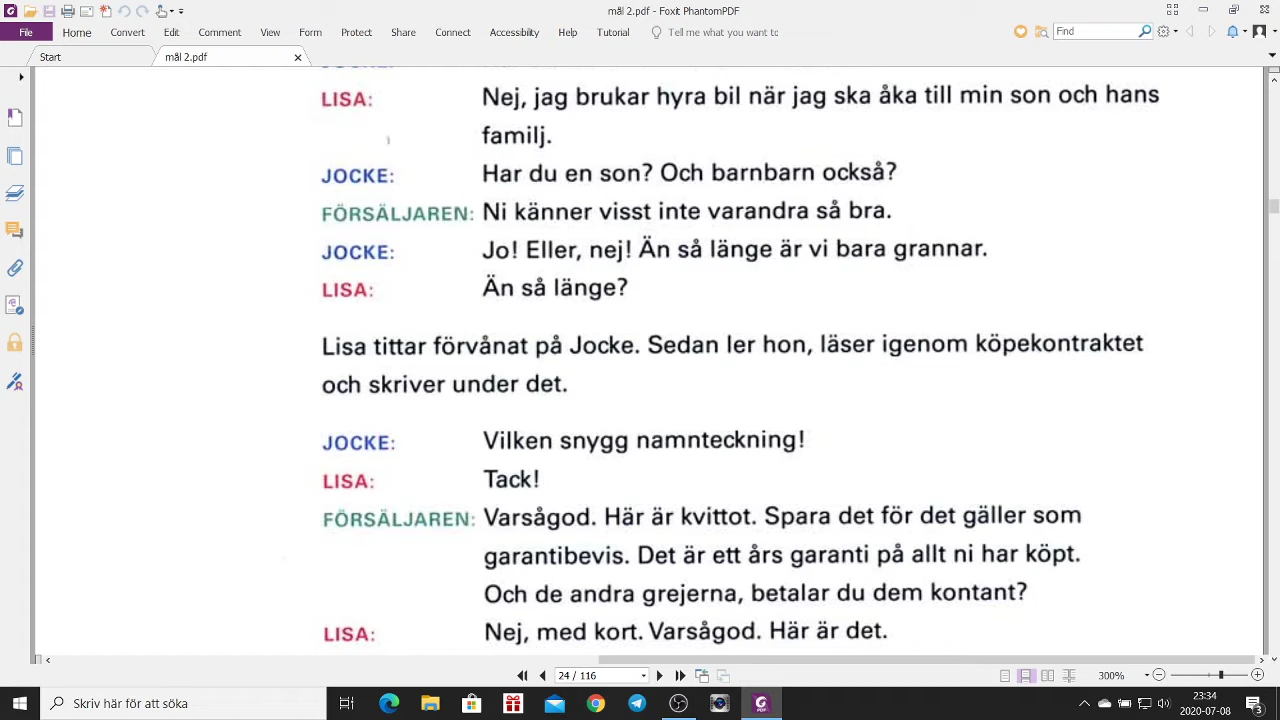 mål 2.pdf - Foxit PhantomPDF
File Home Convert Edit Organize Comment View Form Protect Share Connect Accessibility Help Tutorial Tell me what you want to Find
Start mål 2.pdf
LISA: Nej, jag brukar hyra bil när jag ska åka till min son och hans
familj.
JOCKE: Har du en son? Och barnbarn också?
FÖRSÄLJAREN: Ni känner visst inte varandra så bra.
JOCKE: Jo! Eller, nej! Än så länge är vi bara grannar.
LISA: Än så länge?
Lisa tittar förvånat på Jocke. Sedan ler hon, läser igenom köpekontraktet
och skriver under det.
JOCKE: Vilken snygg namnteckning!
LISA: Tack!
FÖRSÄLJAREN: Varsågod. Här är kvittot. Spara det för det gäller som
garantibevis. Det är ett års garanti på allt ni har köpt.
Och de andra grejerna, betalar du dem kontant?
LISA: Nej, med kort. Varsågod. Här är det.
24 / 116 300%
Skriv här för att söka 23:34
2020-07-08